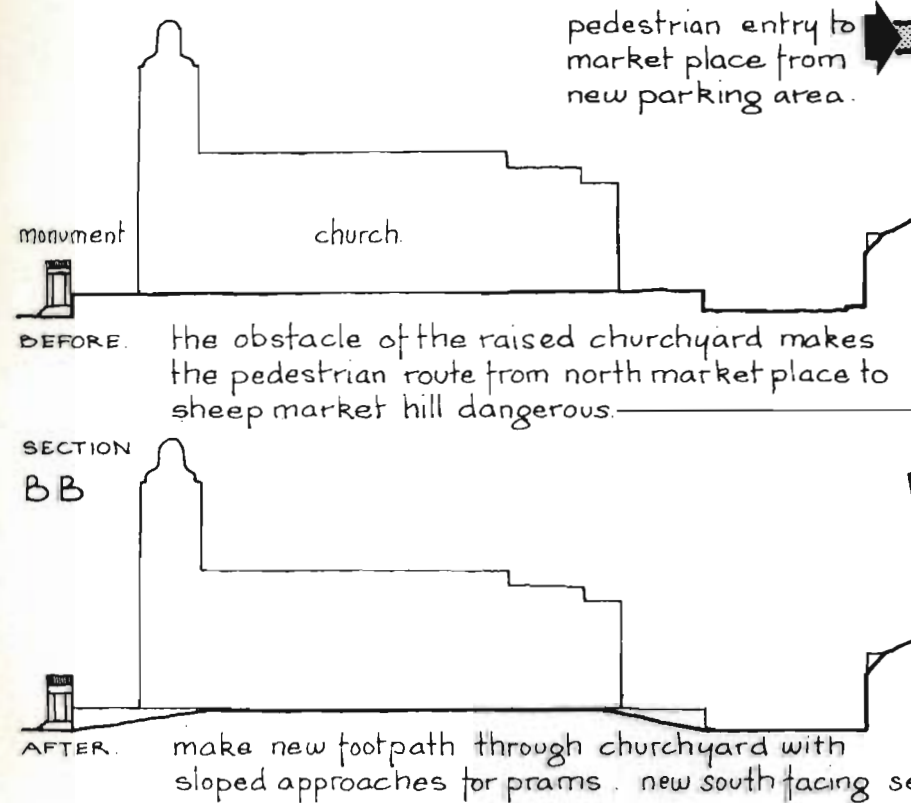 pedestrian entry to
market place from
new parking area.
monument
church.
BEFORE.
the obstacle of the raised churchyard makes
the pedestrian route from north market place to
sheep market hill dangerous.
SECTION
BB
AFTER.
make new footpath through churchyard with
sloped approaches for prams. new south facing